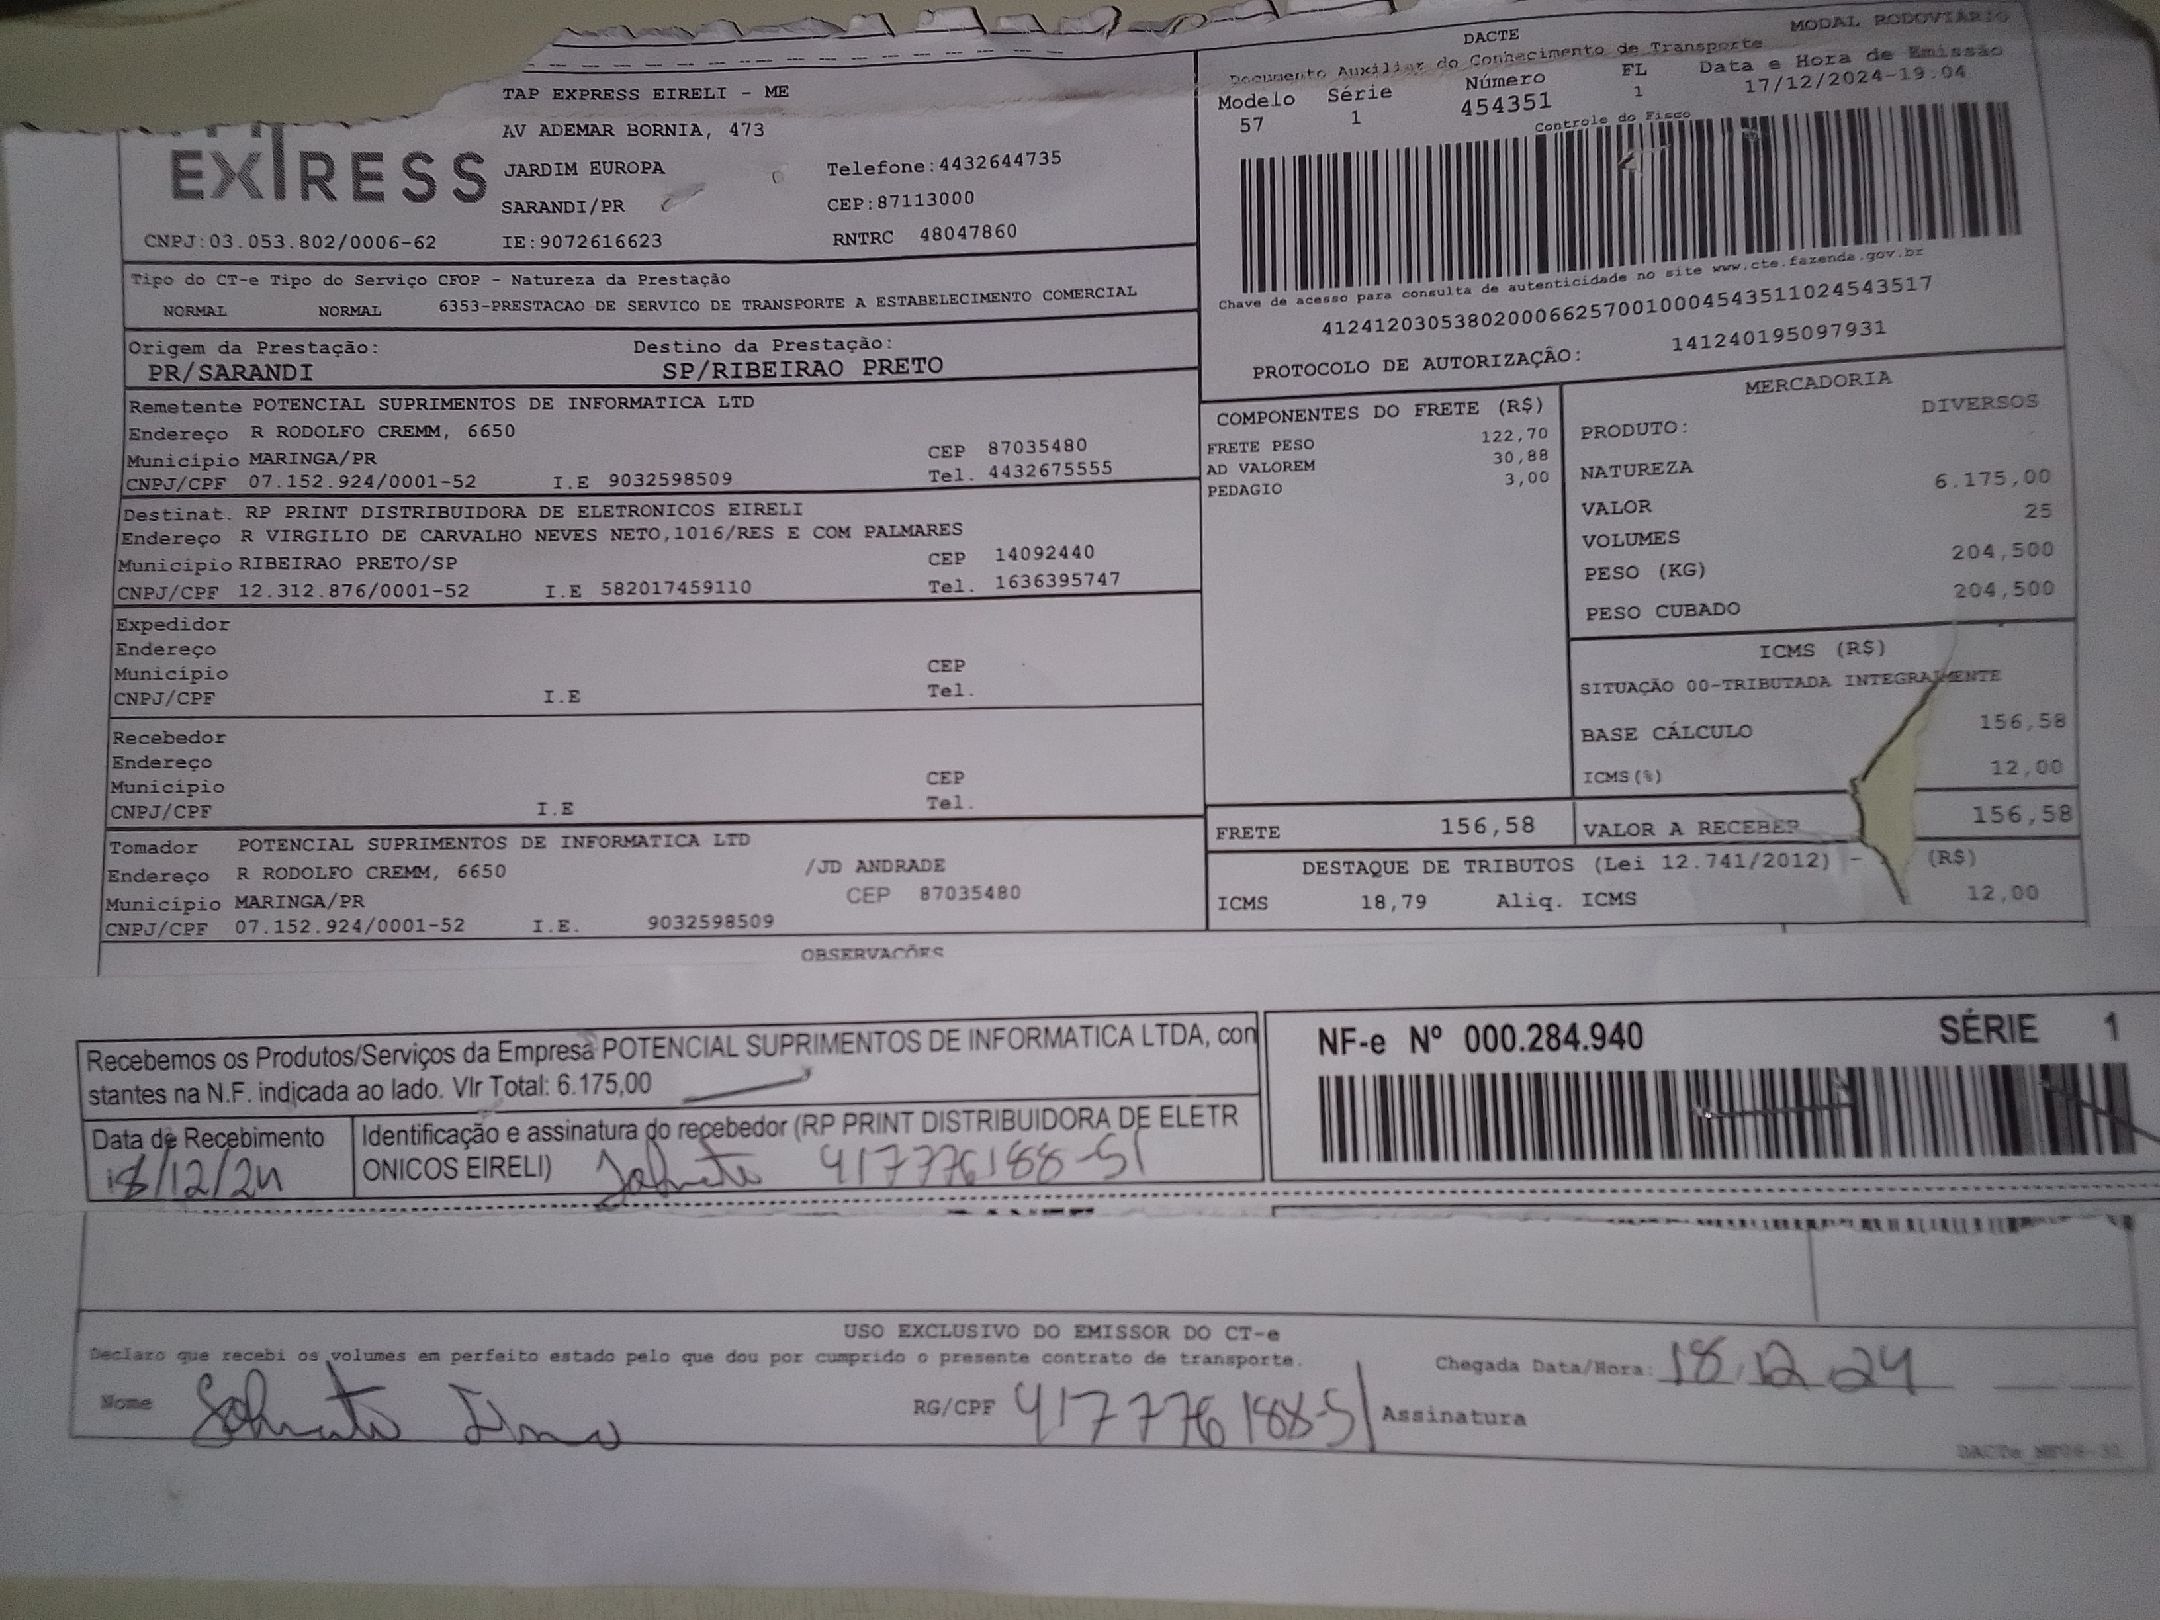 EXPRESS
CNPJ:03.053.802/0006-62
TAP EXPRESS EIRELI - ME
AV ADEMAR BORNIA, 473
JARDIM EUROPA Telefone:4432644735
SARANDI/PR CEP:87113000
IE:9072616623 RNTRC 48047860
DACTE MODAL RODOVIÁRIO
Documento Auxiliar do Conhecimento de Transporte
Modelo Série Número FL Data e Hora de Emissão
57 1 454351 1 17/12/2024-19:04
Controle do Fisco
Chave de acesso para consulta de autenticidade no site www.cte.fazenda.gov.br
41241203053802000662570010004543511024543517
PROTOCOLO DE AUTORIZAÇÃO: 141240195097931
Tipo do CT-e Tipo do Serviço CFOP - Natureza da Prestação
NORMAL NORMAL 6353-PRESTACAO DE SERVICO DE TRANSPORTE A ESTABELECIMENTO COMERCIAL
Origem da Prestação: Destino da Prestação:
PR/SARANDI SP/RIBEIRAO PRETO
Remetente POTENCIAL SUPRIMENTOS DE INFORMATICA LTD
Endereço R RODOLFO CREMM, 6650
Município MARINGA/PR CEP 87035480
CNPJ/CPF 07.152.924/0001-52 I.E 9032598509 Tel. 4432675555
Destinat. RP PRINT DISTRIBUIDORA DE ELETRONICOS EIRELI
Endereço R VIRGILIO DE CARVALHO NEVES NETO,1016/RES E COM PALMARES
Município RIBEIRAO PRETO/SP CEP 14092440
CNPJ/CPF 12.312.876/0001-52 I.E 582017459110 Tel. 1636395747
Expedidor
Endereço
Município CEP
CNPJ/CPF I.E Tel.
Recebedor
Endereço
Município CEP
CNPJ/CPF I.E Tel.
Tomador POTENCIAL SUPRIMENTOS DE INFORMATICA LTD
Endereço R RODOLFO CREMM, 6650 /JD ANDRADE
Município MARINGA/PR CEP 87035480
CNPJ/CPF 07.152.924/0001-52 I.E. 9032598509
COMPONENTES DO FRETE (R$)
FRETE PESO 122,70
AD VALOREM 30,88
PEDAGIO 3,00
MERCADORIA
PRODUTO: DIVERSOS
NATUREZA
VALOR 6.175,00
VOLUMES 25
PESO (KG) 204,500
PESO CUBADO 204,500
ICMS (R$)
SITUAÇÃO 00-TRIBUTADA INTEGRALMENTE
BASE CÁLCULO 156,58
ICMS(%) 12,00
FRETE 156,58 VALOR A RECEBER 156,58
DESTAQUE DE TRIBUTOS (Lei 12.741/2012) - (R$)
ICMS 18,79 Aliq. ICMS 12,00
OBSERVAÇÕES
Recebemos os Produtos/Serviços da Empresa POTENCIAL SUPRIMENTOS DE INFORMATICA LTDA, con
stantes na N.F. indicada ao lado. Vlr Total: 6.175,00
Data de Recebimento
18/12/24
Identificação e assinatura do recebedor (RP PRINT DISTRIBUIDORA DE ELETR
ONICOS EIRELI) 417776188-51
NF-e Nº 000.284.940 SÉRIE 1
USO EXCLUSIVO DO EMISSOR DO CT-e
Declaro que recebi os volumes em perfeito estado pelo que dou por cumprido o presente contrato de transporte. Chegada Data/Hora: 18.12.24
Nome RG/CPF 417776188-51 Assinatura